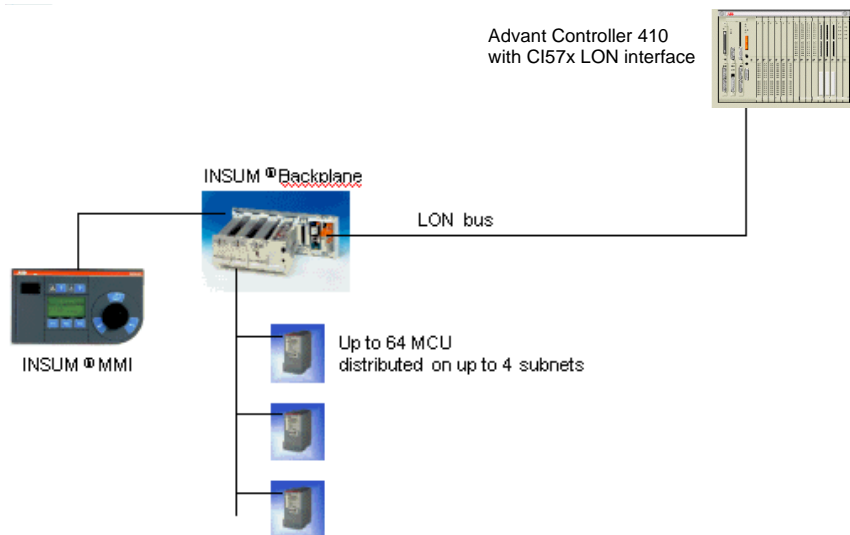 Advant Controller 410
with CI57x LON interface
INSUM ® Backplane
LON bus
Up to 64 MCU
distributed on up to 4 subnets
INSUM ® MMI